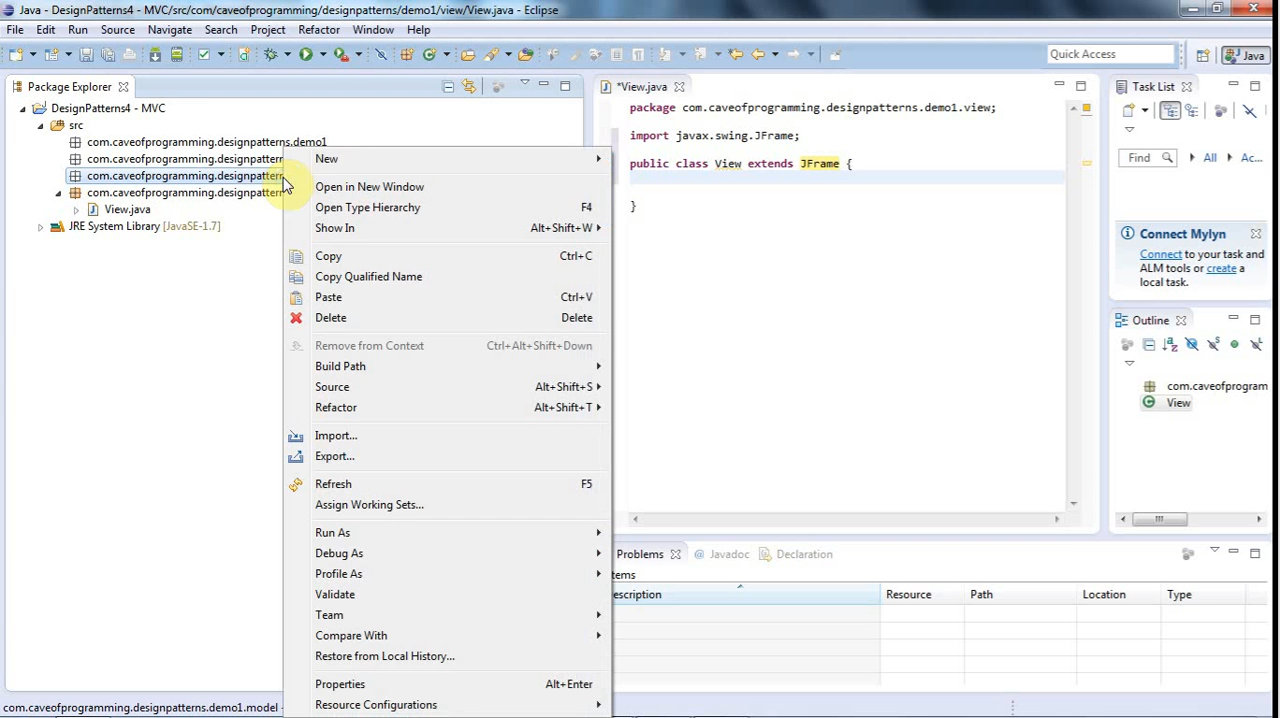 Java - DesignPatterns4 - MVC/src/com/caveofprogramming/designpatterns/demo1/view/View.java - Eclipse
File Edit Run Source Navigate Search Project Refactor Window Help
Quick Access
Java
Package Explorer
DesignPatterns4 - MVC
src
com.caveofprogramming.designpatterns.demo1
com.caveofprogramming.designpattern
com.caveofprogramming.designpattern
com.caveofprogramming.designpattern
View.java
JRE System Library [JavaSE-1.7]
New
Open in New Window
Open Type Hierarchy F4
Show In Alt+Shift+W
Copy Ctrl+C
Copy Qualified Name
Paste Ctrl+V
Delete Delete
Remove from Context Ctrl+Alt+Shift+Down
Build Path
Source Alt+Shift+S
Refactor Alt+Shift+T
Import...
Export...
Refresh F5
Assign Working Sets...
Run As
Debug As
Profile As
Validate
Team
Compare With
Restore from Local History...
Properties Alt+Enter
Resource Configurations
*View.java
package com.caveofprogramming.designpatterns.demo1.view;
import javax.swing.JFrame;
public class View extends JFrame {
}
Task List
Find All Ac...
Connect Mylyn
Connect to your task and
ALM tools or create a
local task.
Outline
com.caveofprogram
View
Problems @ Javadoc Declaration
tems
escription Resource Path Location Type
com.caveofprogramming.designpatterns.demo1.model -